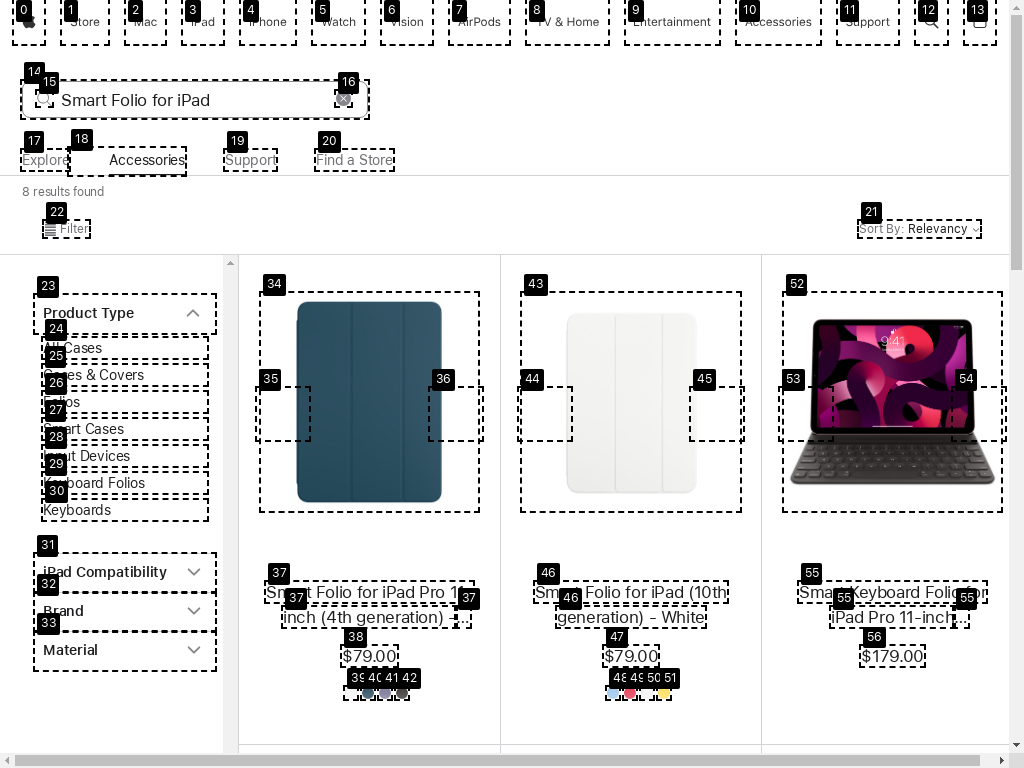 Store Mac iPad iPhone Watch Vision AirPods TV & Home Entertainment Accessories Support
0 1 2 3 4 5 6 7 8 9 10 11 12 13
14 15 16
Smart Folio for iPad
17 18 19 20
Explore Accessories Support Find a Store
8 results found
22 21
Filter Sort By: Relevancy
23
Product Type
24
All Cases
25
Cases & Covers
26
Folios
27
Smart Cases
28
Input Devices
29
Keyboard Folios
30
Keyboards
31
iPad Compatibility
32
Brand
33
Material
34
35 36
37
Smart Folio for iPad Pro 11-
37 37
inch (4th generation) -...
38
$79.00
39 40 41 42
43
44 45
46
Smart Folio for iPad (10th
46
generation) - White
47
$79.00
48 49 50 51
52
9:41
53 54
55
Smart Keyboard Folio for
55 55
iPad Pro 11-inch...
56
$179.00